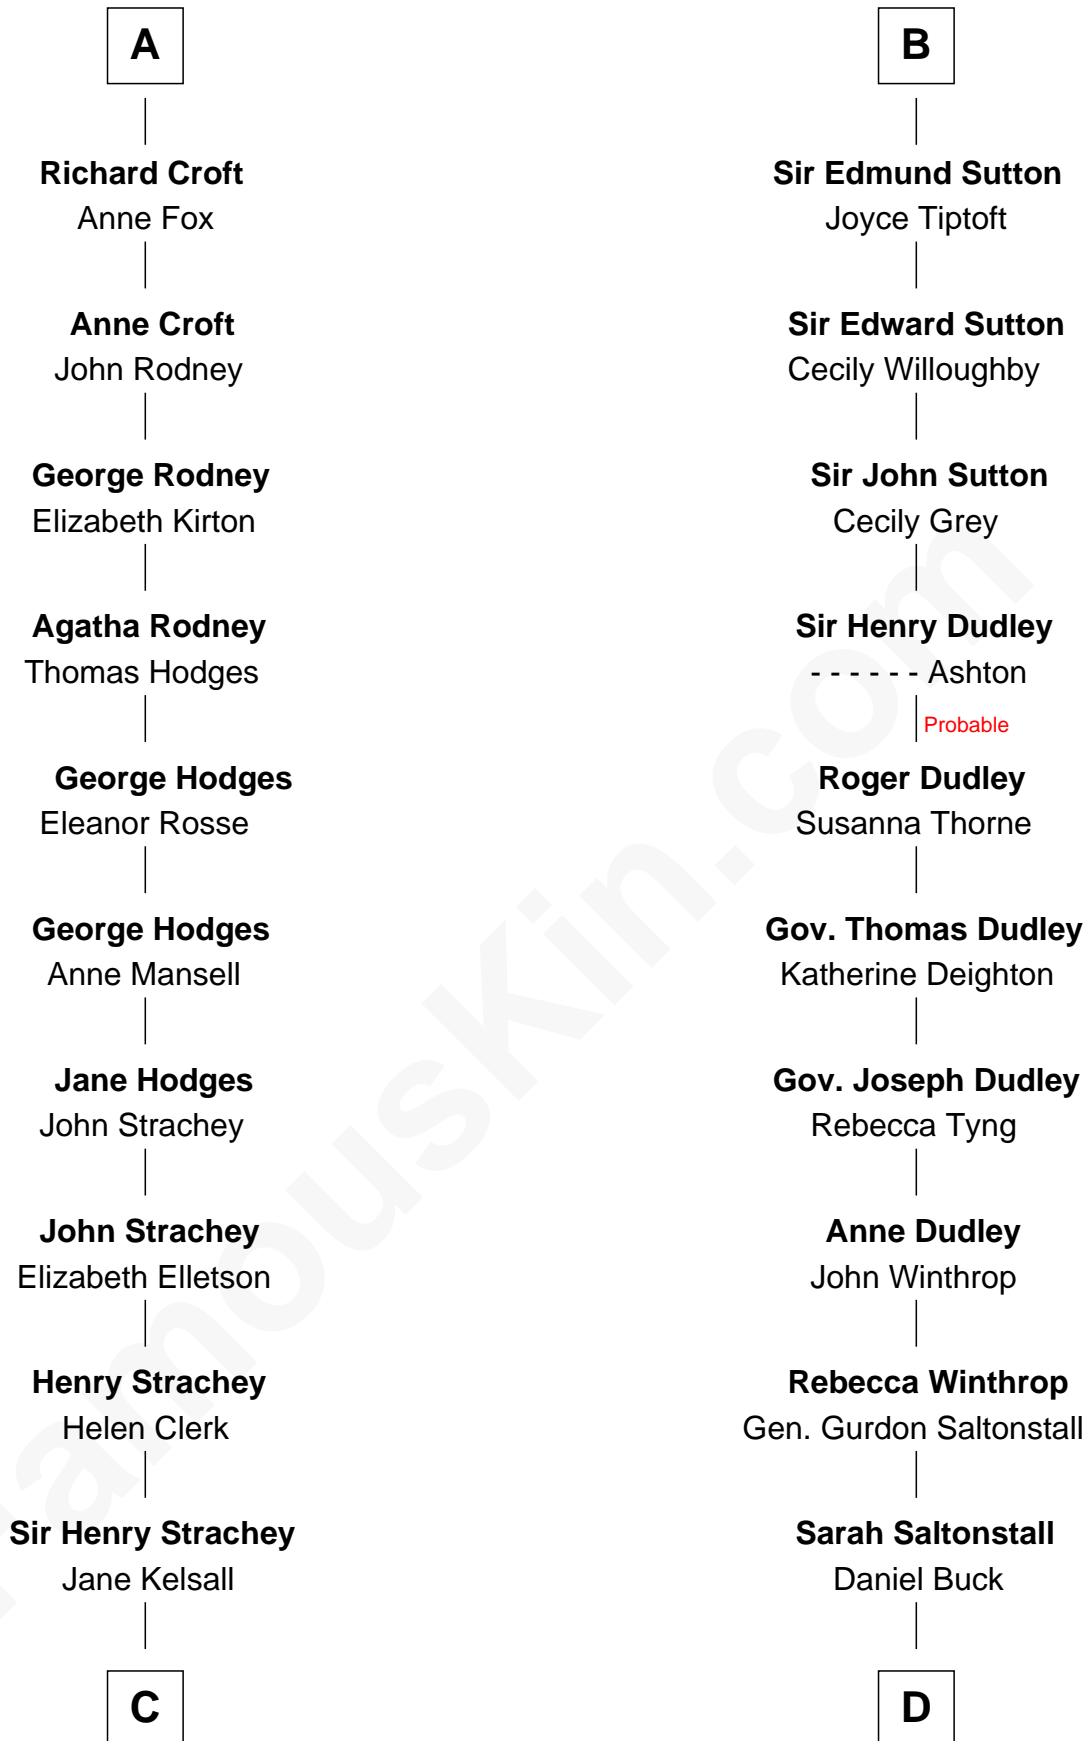 A
Richard Croft
Anne Fox
Anne Croft
John Rodney
George Rodney
Elizabeth Kirton
Agatha Rodney
Thomas Hodges
George Hodges
Eleanor Rosse
George Hodges
Anne Mansell
Jane Hodges
John Strachey
John Strachey
Elizabeth Elletson
Henry Strachey
Helen Clerk
Sir Henry Strachey
Jane Kelsall
C
B
Sir Edmund Sutton
Joyce Tiptoft
Sir Edward Sutton
Cecily Willoughby
Sir John Sutton
Cecily Grey
Sir Henry Dudley
- - - - - - Ashton
Probable
Roger Dudley
Susanna Thorne
Gov. Thomas Dudley
Katherine Deighton
Gov. Joseph Dudley
Rebecca Tyng
Anne Dudley
John Winthrop
Rebecca Winthrop
Gen. Gurdon Saltonstall
Sarah Saltonstall
Daniel Buck
D
FamousKin.com